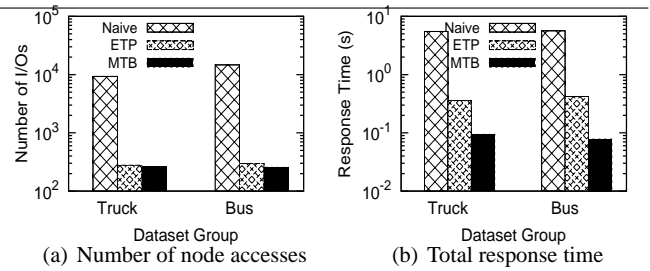 10^5
Naive
ETP
MTB
10^4
10^3
10^2
Number of I/Os
Truck
Bus
Dataset Group
(a) Number of node accesses
10^1
Naive
ETP
MTB
10^0
10^-1
10^-2
Response Time (s)
Truck
Bus
Dataset Group
(b) Total response time